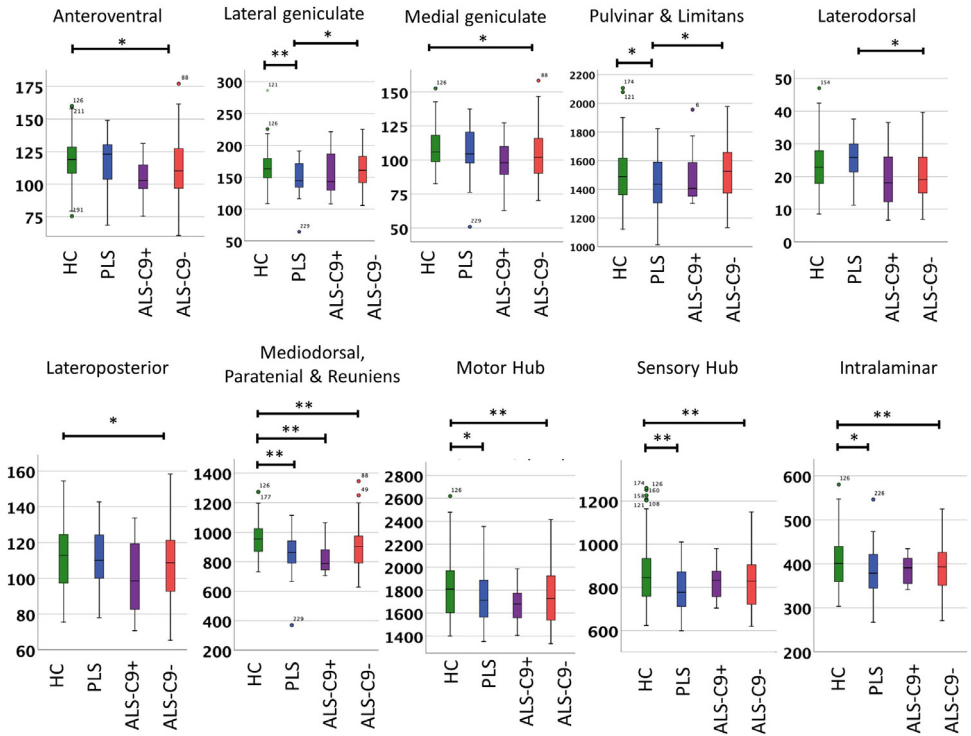 Anteroventral
*
175
150
125
100
75
126
211
191
88
HC
PLS
ALS-C9+
ALS-C9-
Lateral geniculate
*
**
300
250
200
150
100
50
121
126
229
HC
PLS
ALS-C9+
ALS-C9-
Medial geniculate
*
175
150
125
100
75
50
126
229
88
HC
PLS
ALS-C9+
ALS-C9-
Pulvinar & Limitans
*
*
2200
2000
1800
1600
1400
1200
1000
174
121
6
HC
PLS
ALS-C9+
ALS-C9-
Laterodorsal
*
50
40
30
20
10
0
154
HC
PLS
ALS-C9+
ALS-C9-
Lateroposterior
*
160
140
120
100
80
60
HC
PLS
ALS-C9+
ALS-C9-
Mediodorsal,
Paratenial & Reuniens
**
**
**
1400
1200
1000
800
600
400
200
126
177
229
88
49
HC
PLS
ALS-C9+
ALS-C9-
Motor Hub
**
*
2800
2600
2400
2200
2000
1800
1600
1400
126
HC
PLS
ALS-C9+
ALS-C9-
Sensory Hub
**
**
1200
1000
800
600
174 126
160
158
121 108
HC
PLS
ALS-C9+
ALS-C9-
Intralaminar
**
*
600
500
400
300
200
126
226
HC
PLS
ALS-C9+
ALS-C9-